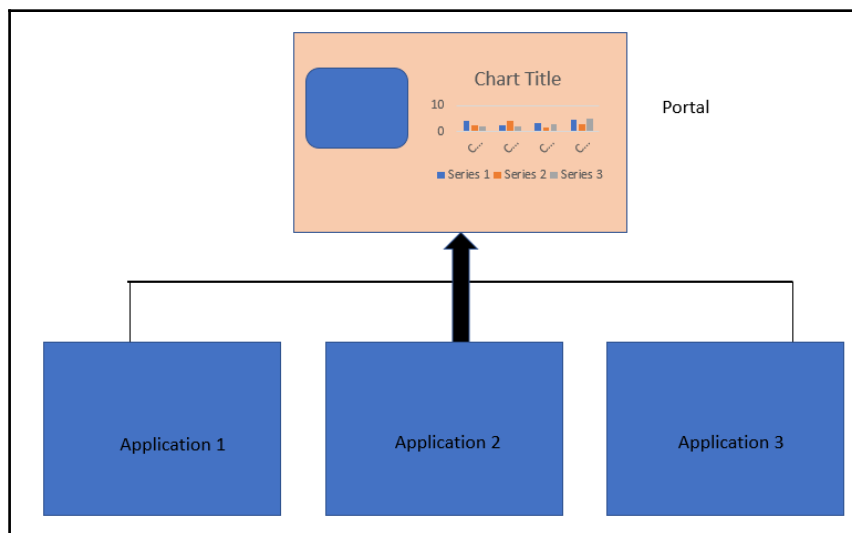 Chart Title
Portal
10
0
C... C... C... C...
Series 1 Series 2 Series 3
Application 1 Application 2 Application 3